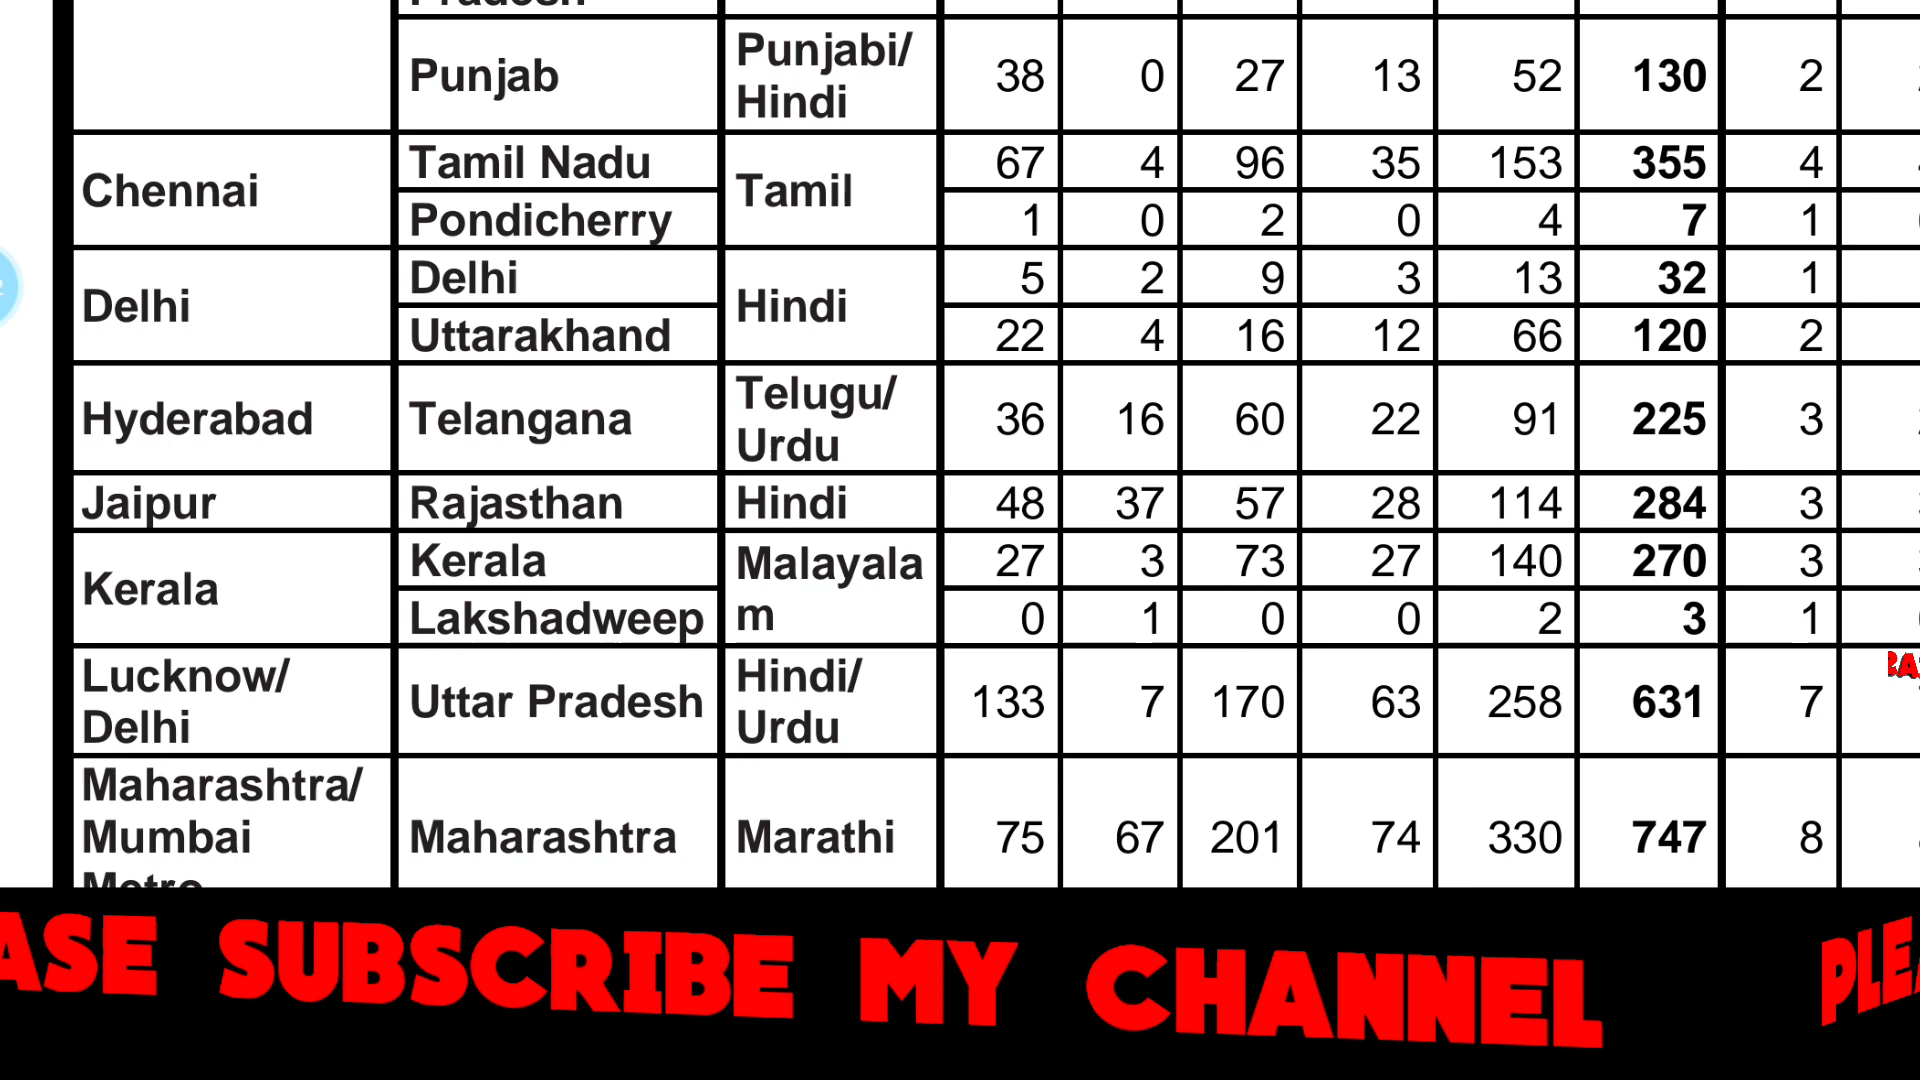 Pradesh
Punjab Punjabi/ Hindi 38 0 27 13 52 130 2
Chennai Tamil Nadu Tamil 67 4 96 35 153 355 4
Pondicherry 1 0 2 0 4 7 1
Delhi Delhi Hindi 5 2 9 3 13 32 1
Uttarakhand 22 4 16 12 66 120 2
Hyderabad Telangana Telugu/ Urdu 36 16 60 22 91 225 3
Jaipur Rajasthan Hindi 48 37 57 28 114 284 3
Kerala Kerala Malayala m 27 3 73 27 140 270 3
Lakshadweep 0 1 0 0 2 3 1
Lucknow/ Delhi Uttar Pradesh Hindi/ Urdu 133 7 170 63 258 631 7
Maharashtra/ Mumbai Metro Maharashtra Marathi 75 67 201 74 330 747 8
ASE SUBSCRIBE MY CHANNEL PLE